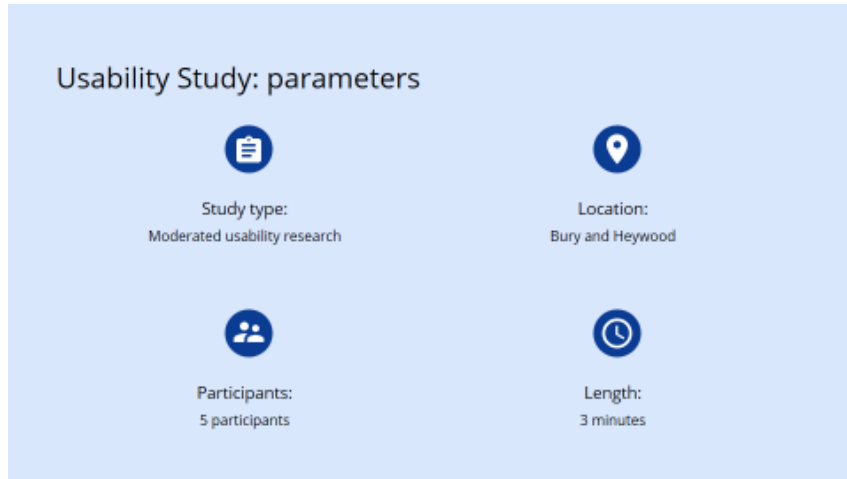 Usability Study: parameters
Study type:
Moderated usability research
Location:
Bury and Heywood
Participants:
5 participants
Length:
3 minutes